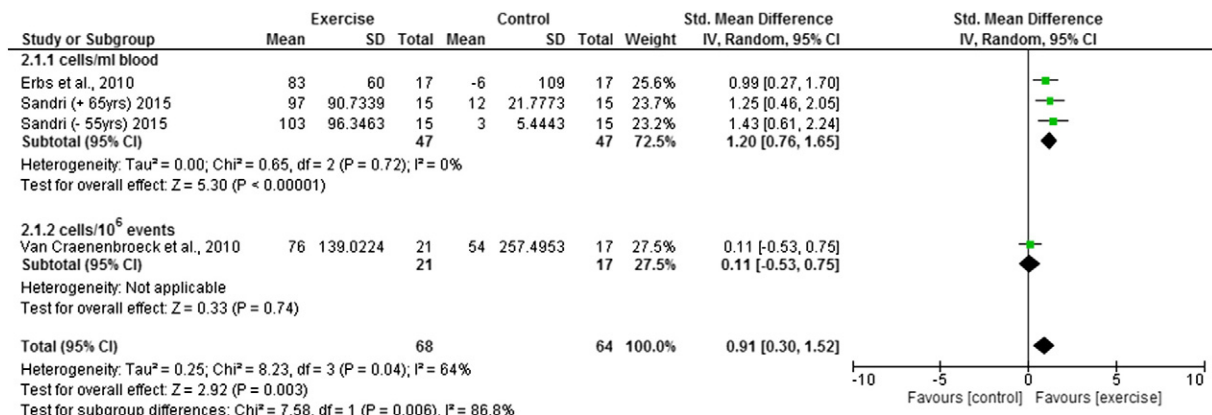 Exercise Control Std. Mean Difference Std. Mean Difference
Study or Subgroup Mean SD Total Mean SD Total Weight IV, Random, 95% CI IV, Random, 95% CI
2.1.1 cells/ml blood
Erbs et al., 2010 83 60 17 -6 109 17 25.6% 0.99 [0.27, 1.70]
Sandri (+ 65yrs) 2015 97 90.7339 15 12 21.7773 15 23.7% 1.25 [0.46, 2.05]
Sandri (- 55yrs) 2015 103 96.3463 15 3 5.4443 15 23.2% 1.43 [0.61, 2.24]
Subtotal (95% CI) 47 47 72.5% 1.20 [0.76, 1.65]
Heterogeneity: Tau² = 0.00; Chi² = 0.65, df = 2 (P = 0.72); I² = 0%
Test for overall effect: Z = 5.30 (P < 0.00001)
2.1.2 cells/10⁶ events
Van Craenenbroeck et al., 2010 76 139.0224 21 54 257.4953 17 27.5% 0.11 [-0.53, 0.75]
Subtotal (95% CI) 21 17 27.5% 0.11 [-0.53, 0.75]
Heterogeneity: Not applicable
Test for overall effect: Z = 0.33 (P = 0.74)
Total (95% CI) 68 64 100.0% 0.91 [0.30, 1.52]
Heterogeneity: Tau² = 0.25; Chi² = 8.23, df = 3 (P = 0.04); I² = 64%
Test for overall effect: Z = 2.92 (P = 0.003)
Test for subgroup differences: Chi² = 7.58, df = 1 (P = 0.006), I² = 86.8%
-10 -5 0 5 10
Favours [control] Favours [exercise]